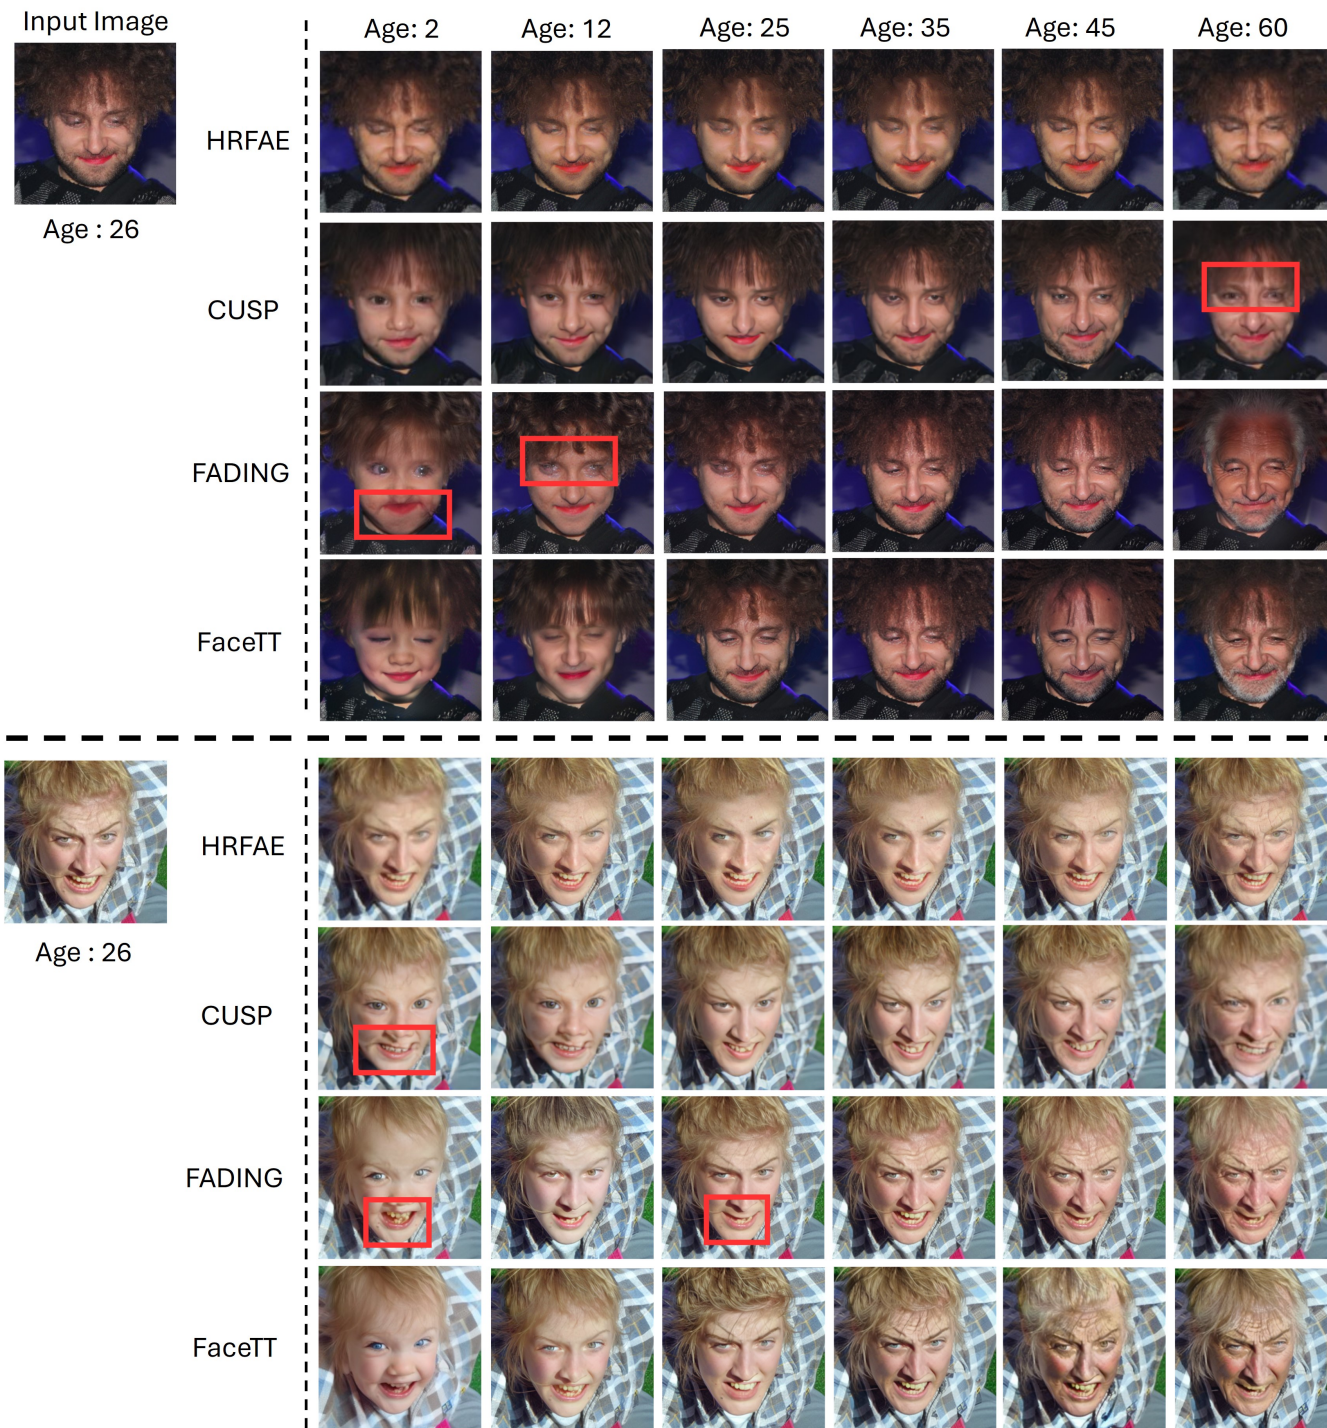 Input Image
Age: 2 Age: 12 Age: 25 Age: 35 Age: 45 Age: 60
HRFAE
Age : 26
CUSP
FADING
FaceTT
HRFAE
Age : 26
CUSP
FADING
FaceTT